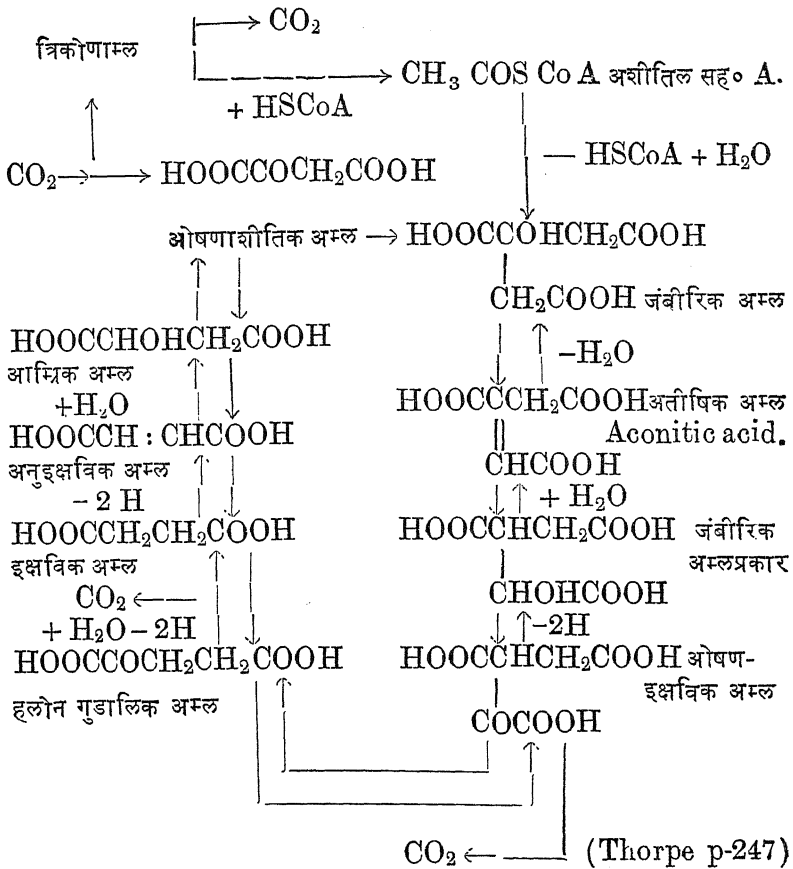 CO₂
त्रिकोणाम्ल
CH₃ COS CoA अशीतिल सह० A.
+ HSCoA
— HSCoA + H₂O
CO₂ → HOOCCOCH₂COOH
ओषणाशीतिक अम्ल → HOOCCOHCH₂COOH
CH₂COOH जंबीरिक अम्ल
HOOCCHOHCH₂COOH
–H₂O
आम्रिक अम्ल
HOOCCCH₂COOH अतीषिक अम्ल
+H₂O
Aconitic acid.
HOOCCH : CHCOOH
CHCOOH
अनुइक्षविक अम्ल
– 2 H
+ H₂O
HOOCCH₂CH₂COOH
HOOCCHCH₂COOH जंबीरिक
इक्षविक अम्ल
अम्लप्रकार
CO₂ ←
CHOHCOOH
+ H₂O – 2H
–2H
HOOCCOCH₂CH₂COOH
HOOCCHCH₂COOH ओषण-
इक्षविक अम्ल
हलोन गुडालिक अम्ल
COCOOH
CO₂ ← (Thorpe p-247)